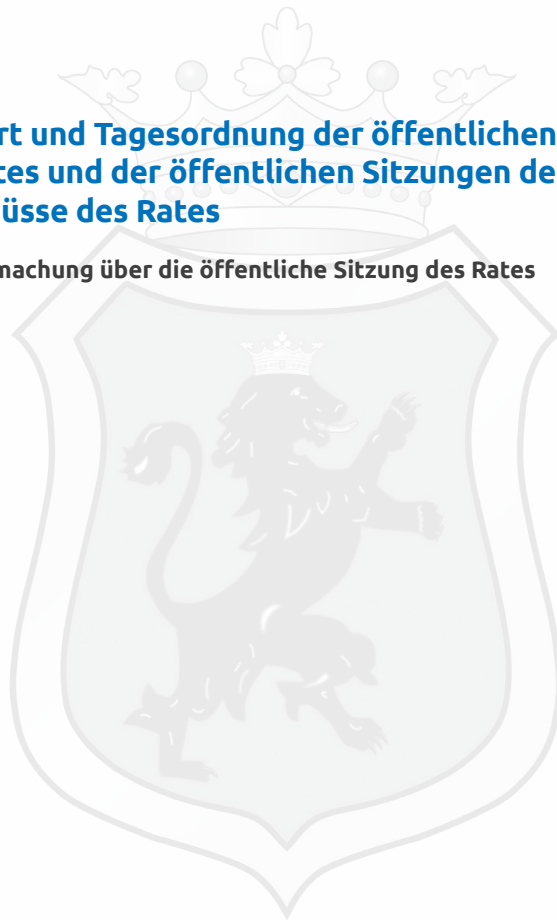 rt und Tagesordnung der öffentlichen
tes und der öffentlichen Sitzungen de
üsse des Rates
machung über die öffentliche Sitzung des Rates